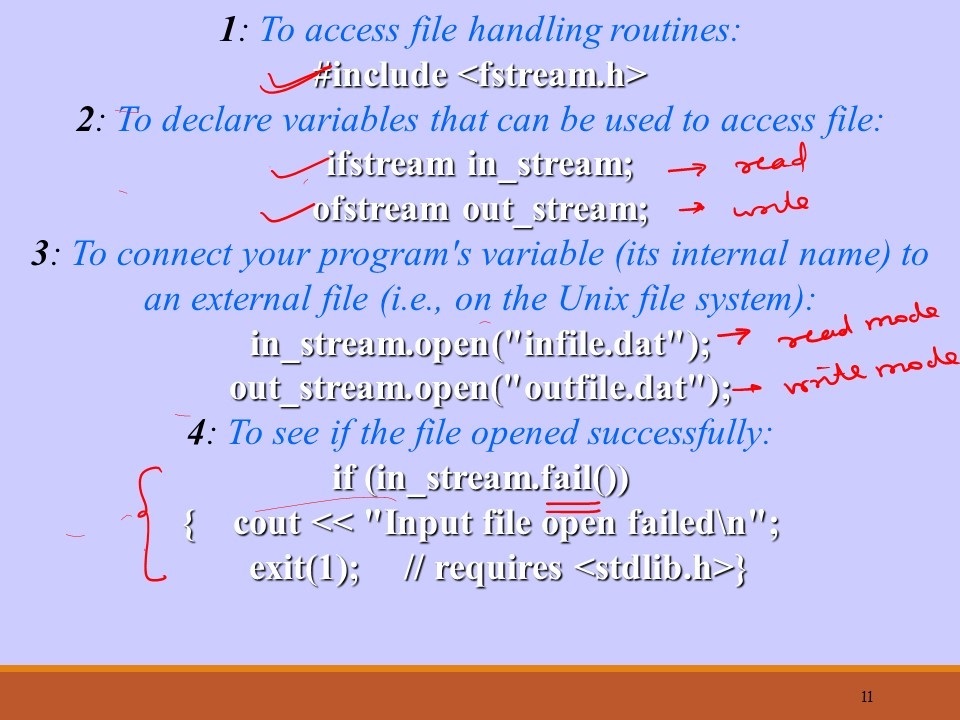 1: To access file handling routines:
#include <fstream.h>
2: To declare variables that can be used to access file:
ifstream in_stream; → read
ofstream out_stream; → write
3: To connect your program's variable (its internal name) to
an external file (i.e., on the Unix file system):
in_stream.open("infile.dat"); → read mode
out_stream.open("outfile.dat"); → write mode
4: To see if the file opened successfully:
if (in_stream.fail())
{ cout << "Input file open failed\n";
exit(1); // requires <stdlib.h>}
11